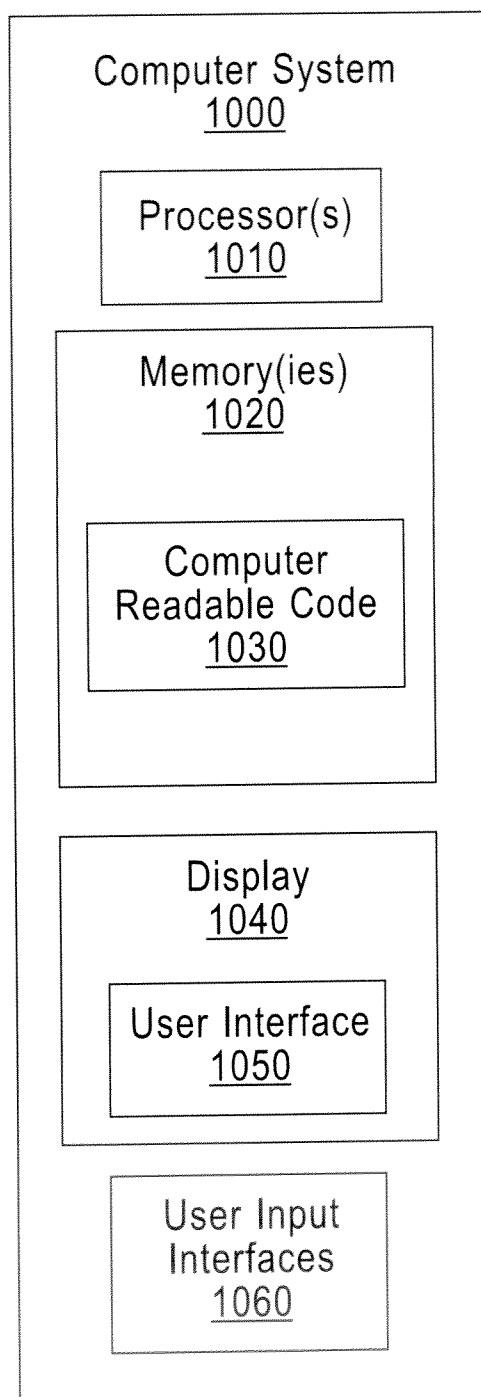 Computer System
1000
Processor(s)
1010
Memory(ies)
1020
Computer
Readable Code
1030
Display
1040
User Interface
1050
User Input
Interfaces
1060